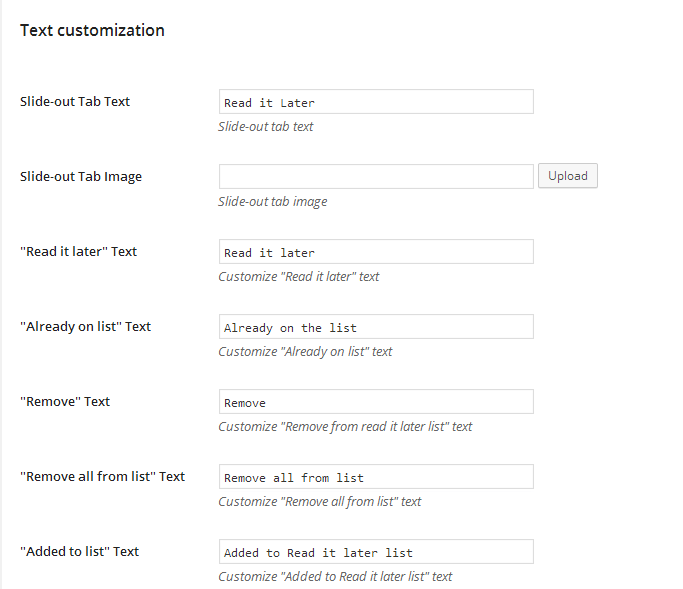 Text customization
Slide-out Tab Text
Read it Later
Slide-out tab text
Slide-out Tab Image
Upload
Slide-out tab image
"Read it later" Text
Read it later
Customize "Read it later" text
"Already on list" Text
Already on the list
Customize "Already on list" text
"Remove" Text
Remove
Customize "Remove from read it later list" text
"Remove all from list" Text
Remove all from list
Customize "Remove all from list" text
"Added to list" Text
Added to Read it later list
Customize "Added to Read it later list" text